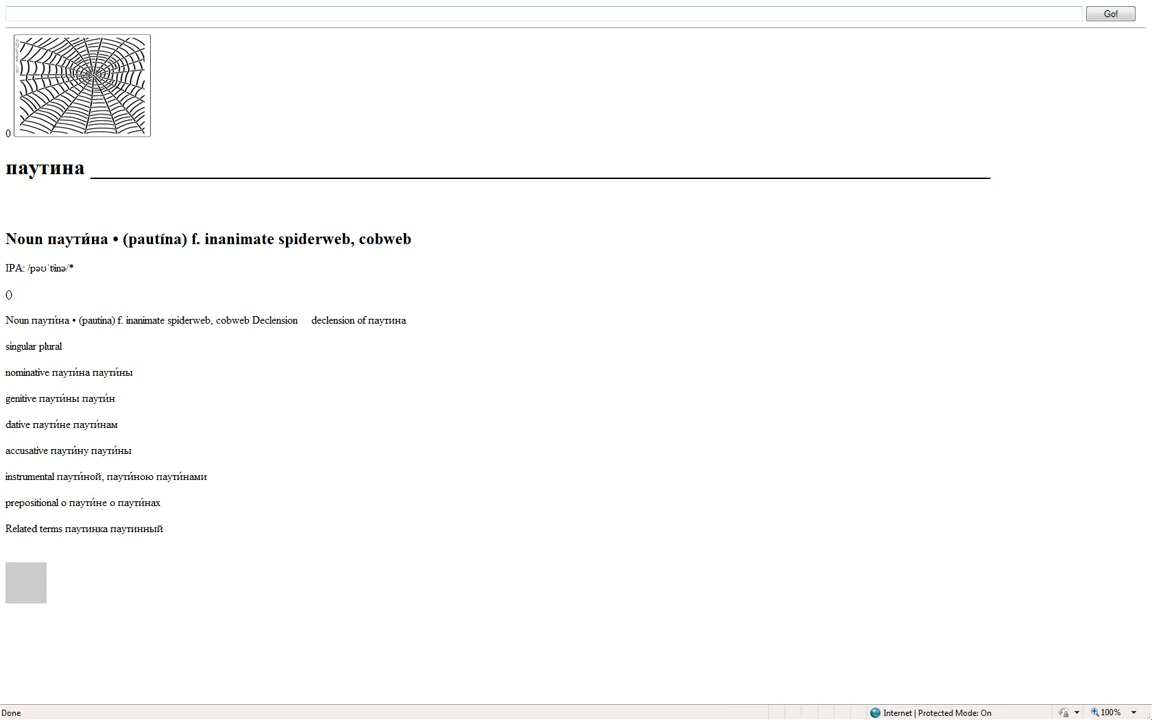 Go!
0
паутина
Noun паути́на • (pautína) f. inanimate spiderweb, cobweb
IPA: /pəʊˈtʲinə/*
()
Noun паути́на • (pautina) f. inanimate spiderweb, cobweb Declension declension of паутина
singular plural
nominative паути́на паути́ны
genitive паути́ны паути́н
dative паути́не паути́нам
accusative паути́ну паути́ны
instrumental паути́ной, паути́ною паути́нами
prepositional о паути́не о паути́нах
Related terms паутинка паутинный
Done
Internet | Protected Mode: On
100%